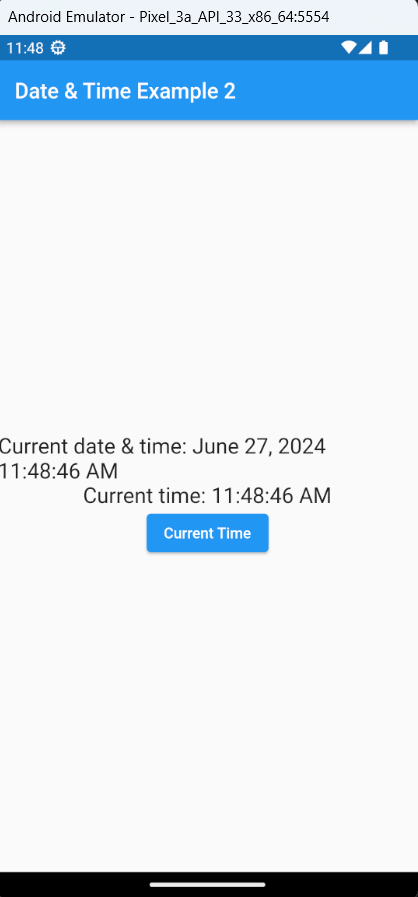 Android Emulator - Pixel_3a_API_33_x86_64:5554
11:48
Date & Time Example 2
Current date & time: June 27, 2024
11:48:46 AM
Current time: 11:48:46 AM
Current Time